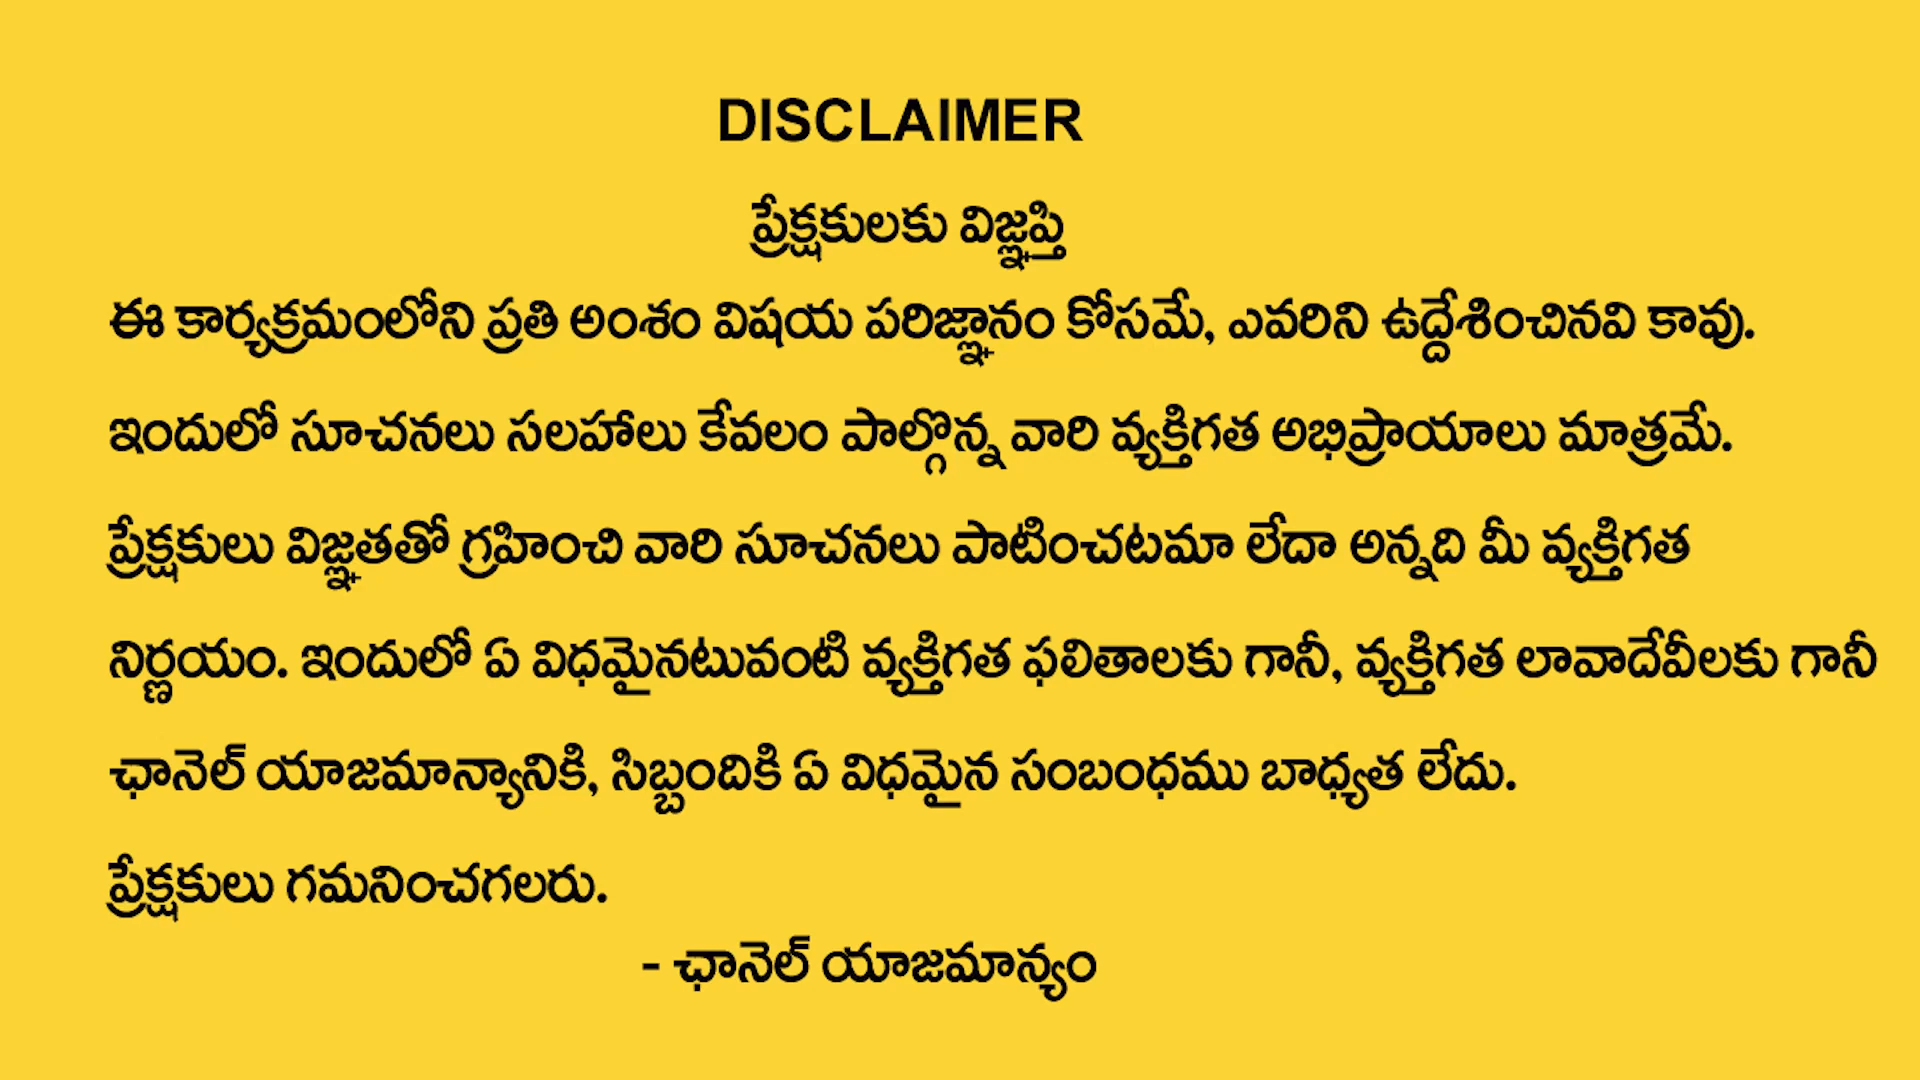 DISCLAIMER
ప్రేక్షకులకు విజ్ఞప్తి
ఈ కార్యక్రమంలోని ప్రతి అంశం విషయ పరిజ్ఞానం కోసమే, ఎవరిని ఉద్దేశించినవి కావు.
ఇందులో సూచనలు సలహాలు కేవలం పాల్గొన్న వారి వ్యక్తిగత అభిప్రాయాలు మాత్రమే.
ప్రేక్షకులు విజ్ఞతతో గ్రహించి వారి సూచనలు పాటించటమా లేదా అన్నది మీ వ్యక్తిగత
నిర్ణయం. ఇందులో ఏ విధమైనటువంటి వ్యక్తిగత ఫలితాలకు గానీ, వ్యక్తిగత లావాదేవీలకు గానీ
ఛానెల్ యాజమాన్యానికి, సిబ్బందికి ఏ విధమైన సంబంధము బాధ్యత లేదు.
ప్రేక్షకులు గమనించగలరు.
- ఛానెల్ యాజమాన్యం